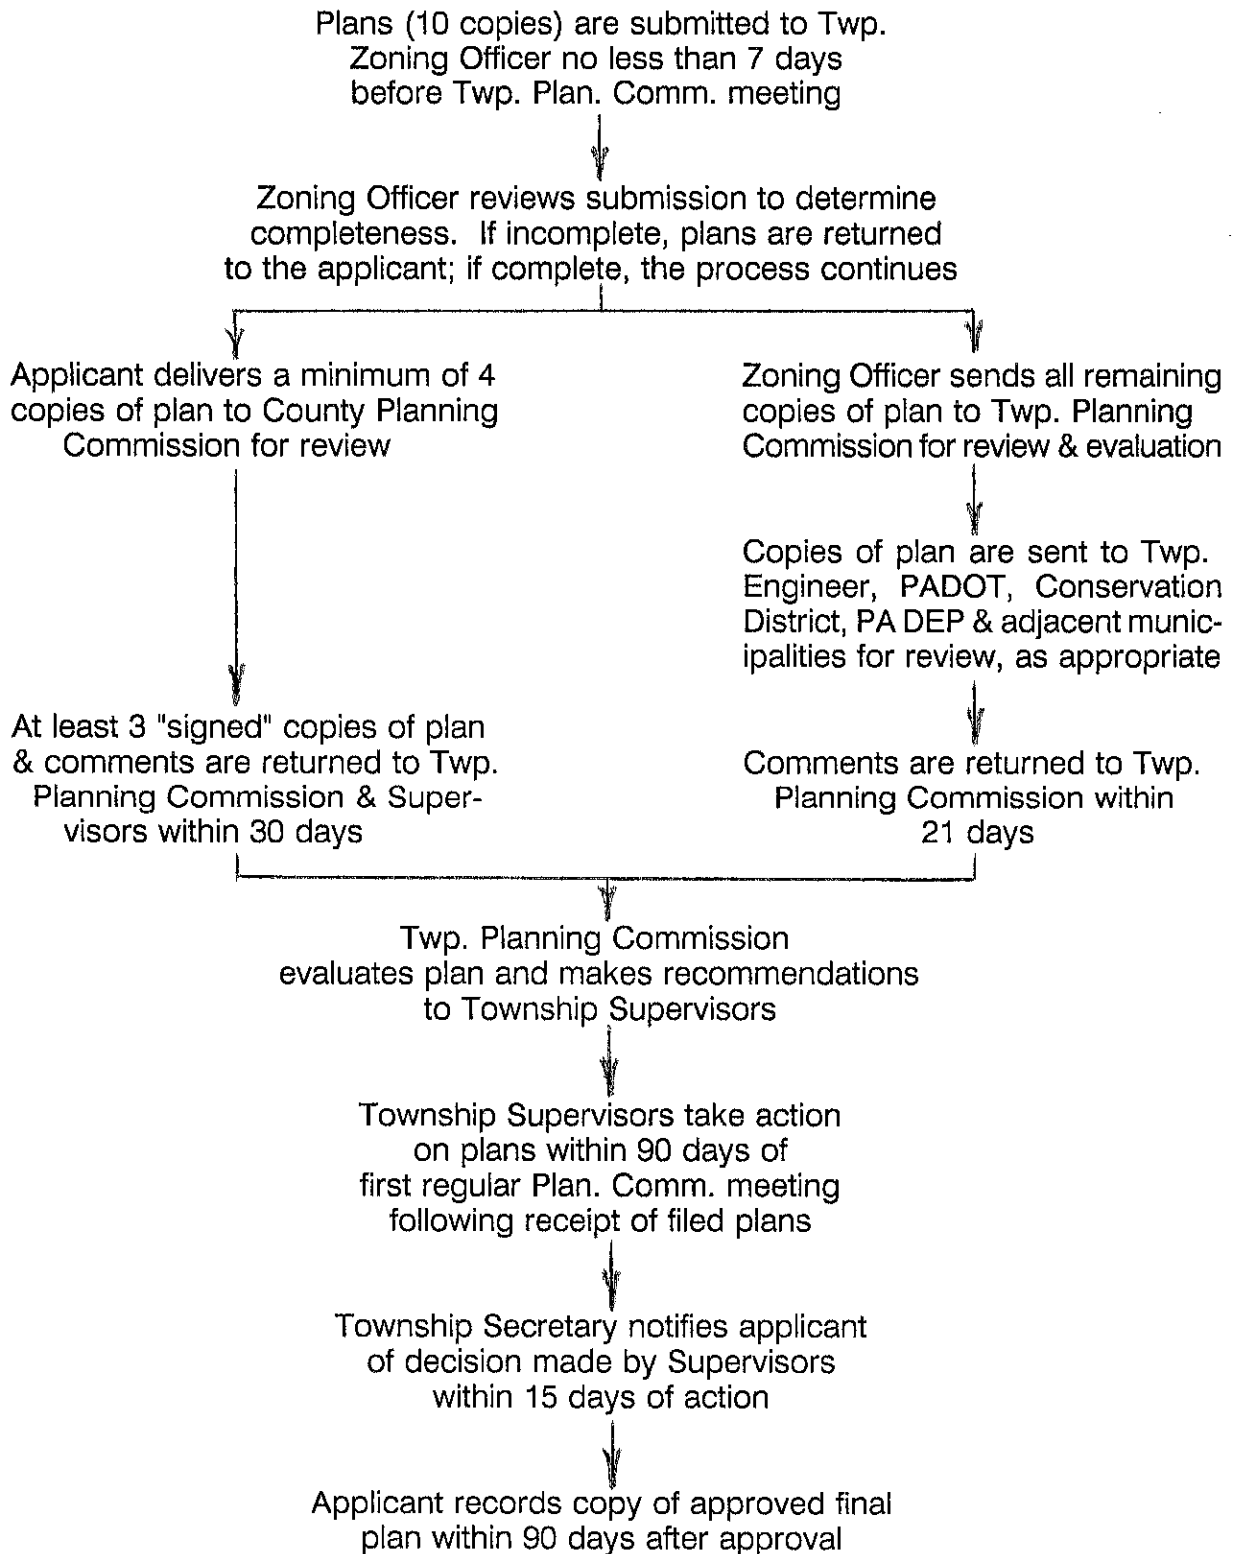 Plans (10 copies) are submitted to Twp.
Zoning Officer no less than 7 days
before Twp. Plan. Comm. meeting
Zoning Officer reviews submission to determine
completeness. If incomplete, plans are returned
to the applicant; if complete, the process continues
Applicant delivers a minimum of 4
copies of plan to County Planning
Commission for review
Zoning Officer sends all remaining
copies of plan to Twp. Planning
Commission for review & evaluation
Copies of plan are sent to Twp.
Engineer, PADOT, Conservation
District, PA DEP & adjacent munic-
ipalities for review, as appropriate
At least 3 "signed" copies of plan
& comments are returned to Twp.
Planning Commission & Super-
visors within 30 days
Comments are returned to Twp.
Planning Commission within
21 days
Twp. Planning Commission
evaluates plan and makes recommendations
to Township Supervisors
Township Supervisors take action
on plans within 90 days of
first regular Plan. Comm. meeting
following receipt of filed plans
Township Secretary notifies applicant
of decision made by Supervisors
within 15 days of action
Applicant records copy of approved final
plan within 90 days after approval